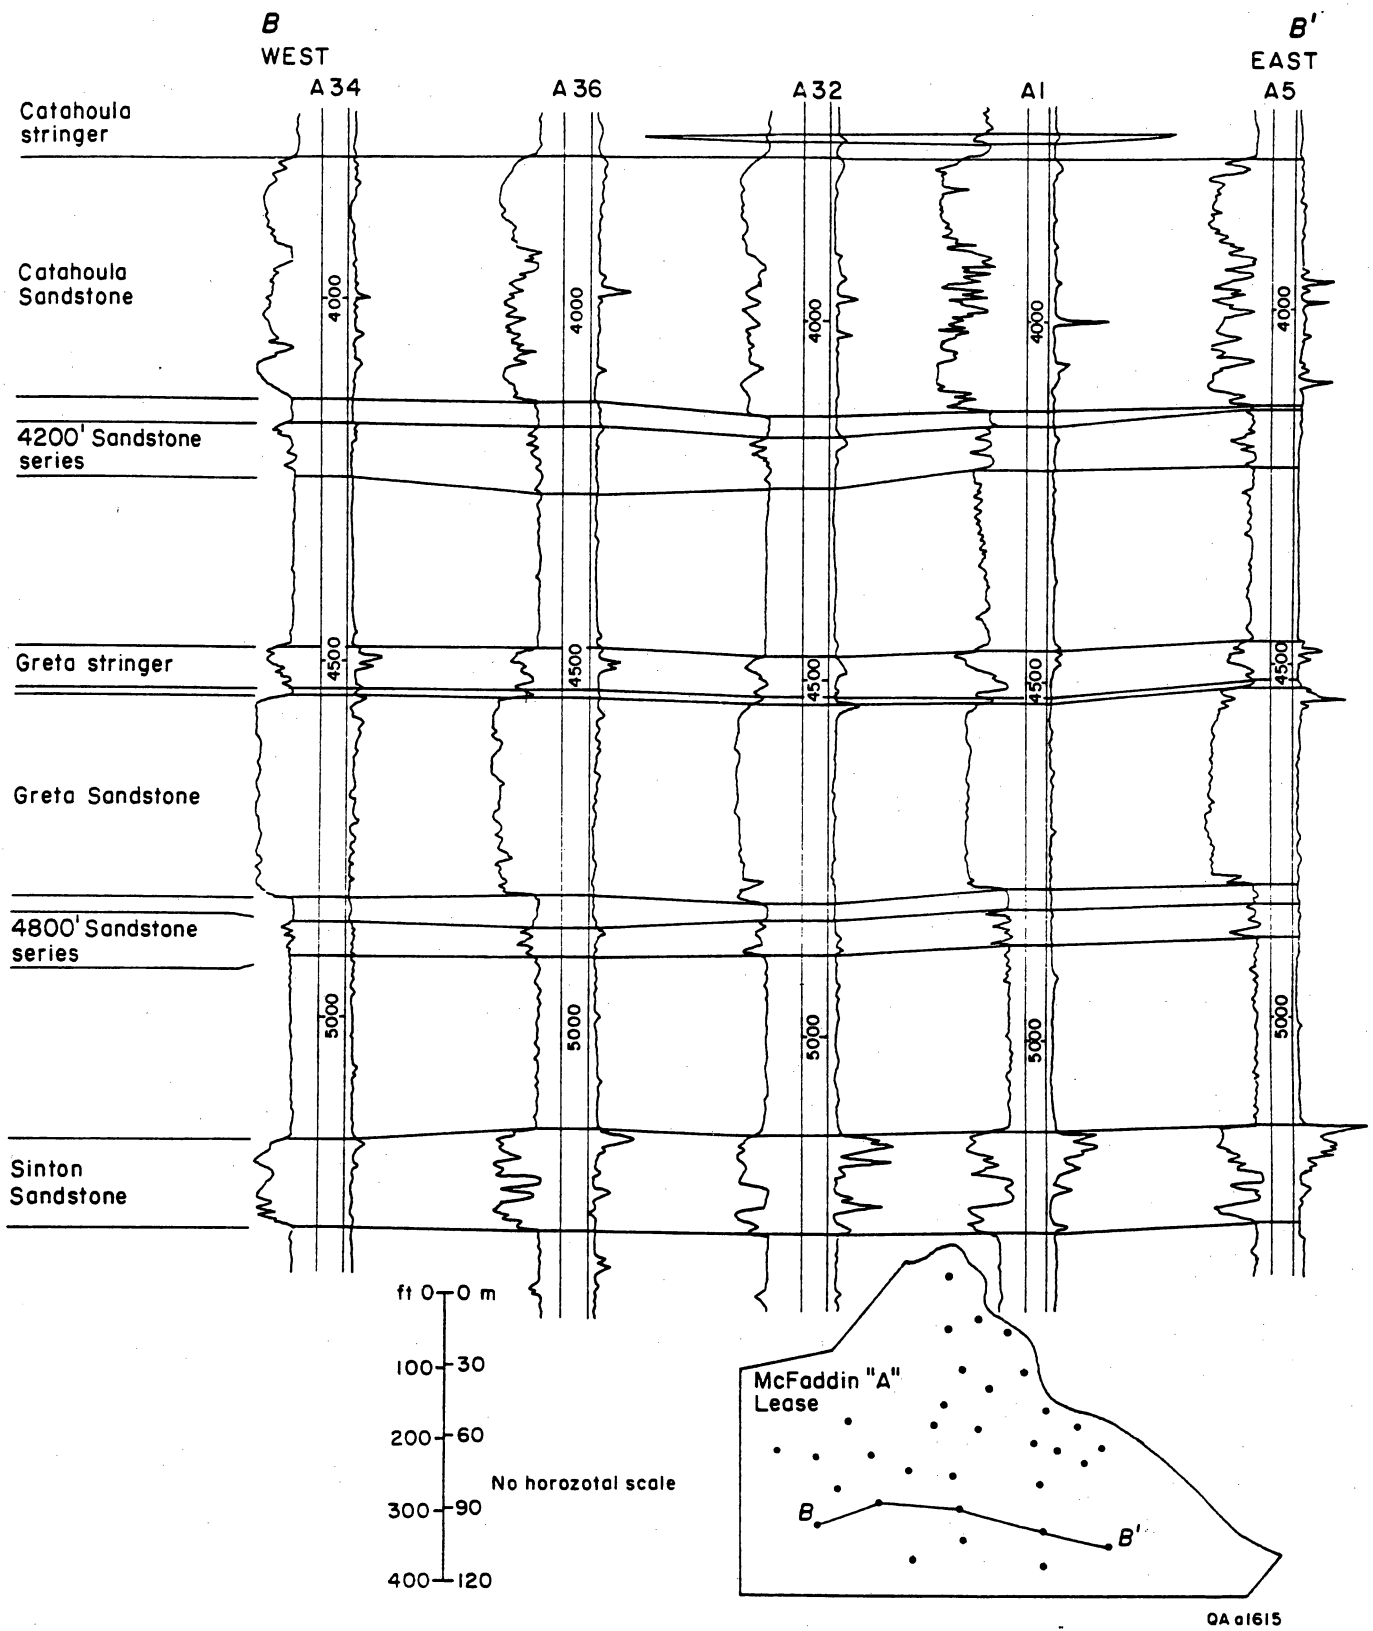 B
B'
WEST
EAST
A34
A36
A32
A1
A5
Catahoula
stringer
Catahoula
Sandstone
4000
4000
4000
4000
4000
4200' Sandstone
series
Greta stringer
4500
4500
4500
4500
4500
Greta Sandstone
4800' Sandstone
series
5000
5000
5000
5000
5000
Sinton
Sandstone
ft 0 0 m
100 30
200 60
300 90
400 120
No horozotal scale
McFaddin "A"
Lease
B
B'
QA a1615